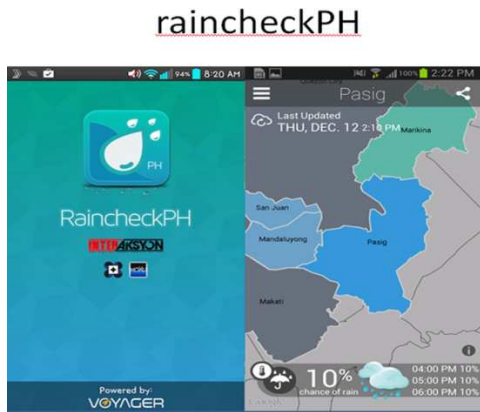 raincheckPH
94% 8:20 AM
PH
RaincheckPH
AKSYON
Powered by:
VOYAGER
100% 2:22 PM
Pasig
Last Updated
THU, DEC. 12 2:10 PM
Marikina
San Juan
Mandaluyong
Pasig
Makati
10%
chance of rain
04:00 PM 10%
05:00 PM 10%
06:00 PM 10%